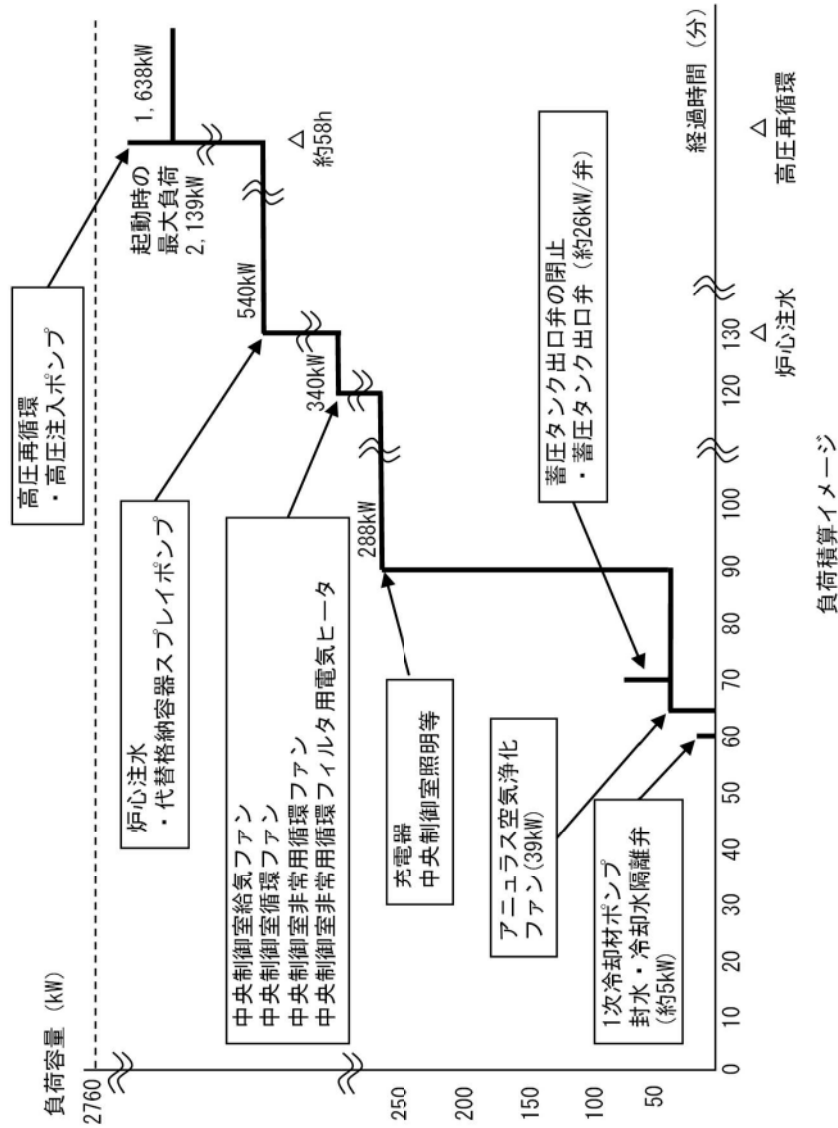 負荷容量 (kW)
2760
250
200
150
100
50
0
10
20
30
40
50
60
70
80
90
100
120
130
経過時間 (分)
高圧再循環
・高圧注入ポンプ
起動時の
最大負荷
2,139kW
1,638kW
△
約58h
炉心注水
・代替格納容器スプレイポンプ
540kW
中央制御室給気ファン
中央制御室循環ファン
中央制御室非常用循環ファン
中央制御室非常用循環フィルタ用電気ヒータ
340kW
充電器
中央制御室照明等
288kW
蓄圧タンク出口弁の閉止
・蓄圧タンク出口弁 (約26kW/弁)
アニュラス空気浄化
ファン(39kW)
1次冷却材ポンプ
封水・冷却水隔離弁
(約5kW)
△
炉心注水
△
高圧再循環
負荷積算イメージ